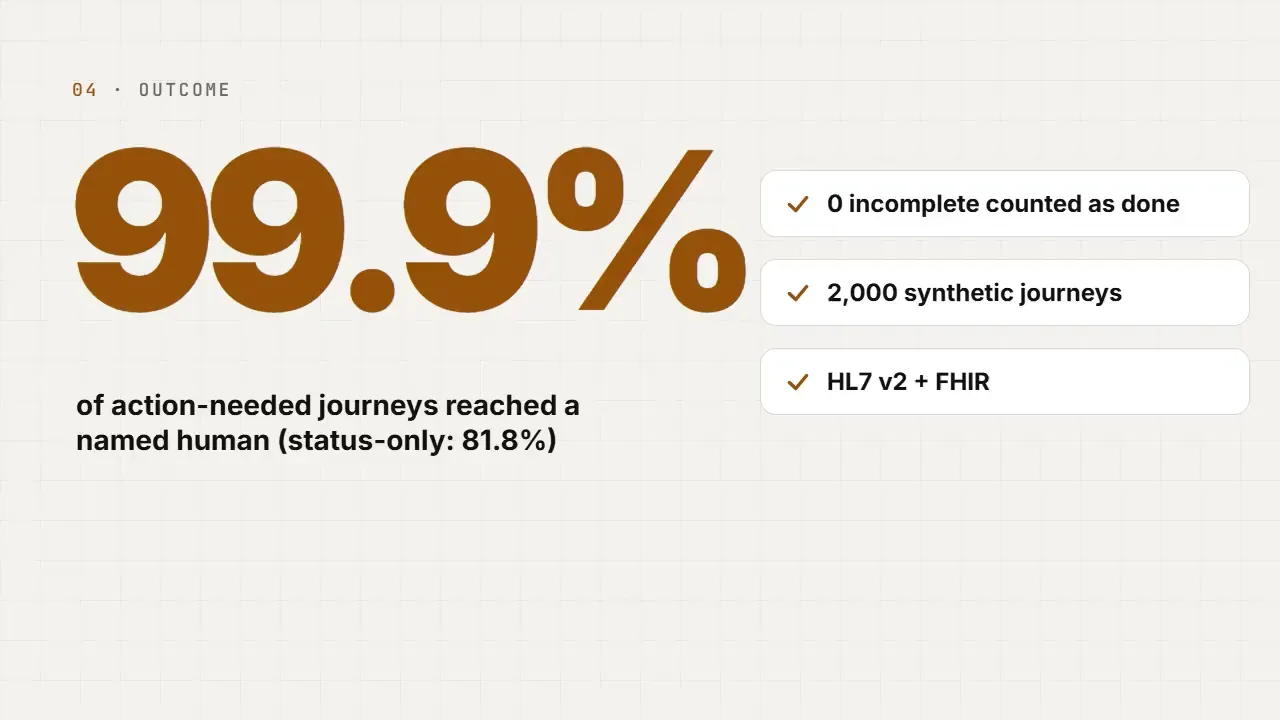 04 · OUTCOME
99.9%
of action-needed journeys reached a
named human (status-only: 81.8%)
0 incomplete counted as done
2,000 synthetic journeys
HL7 v2 + FHIR